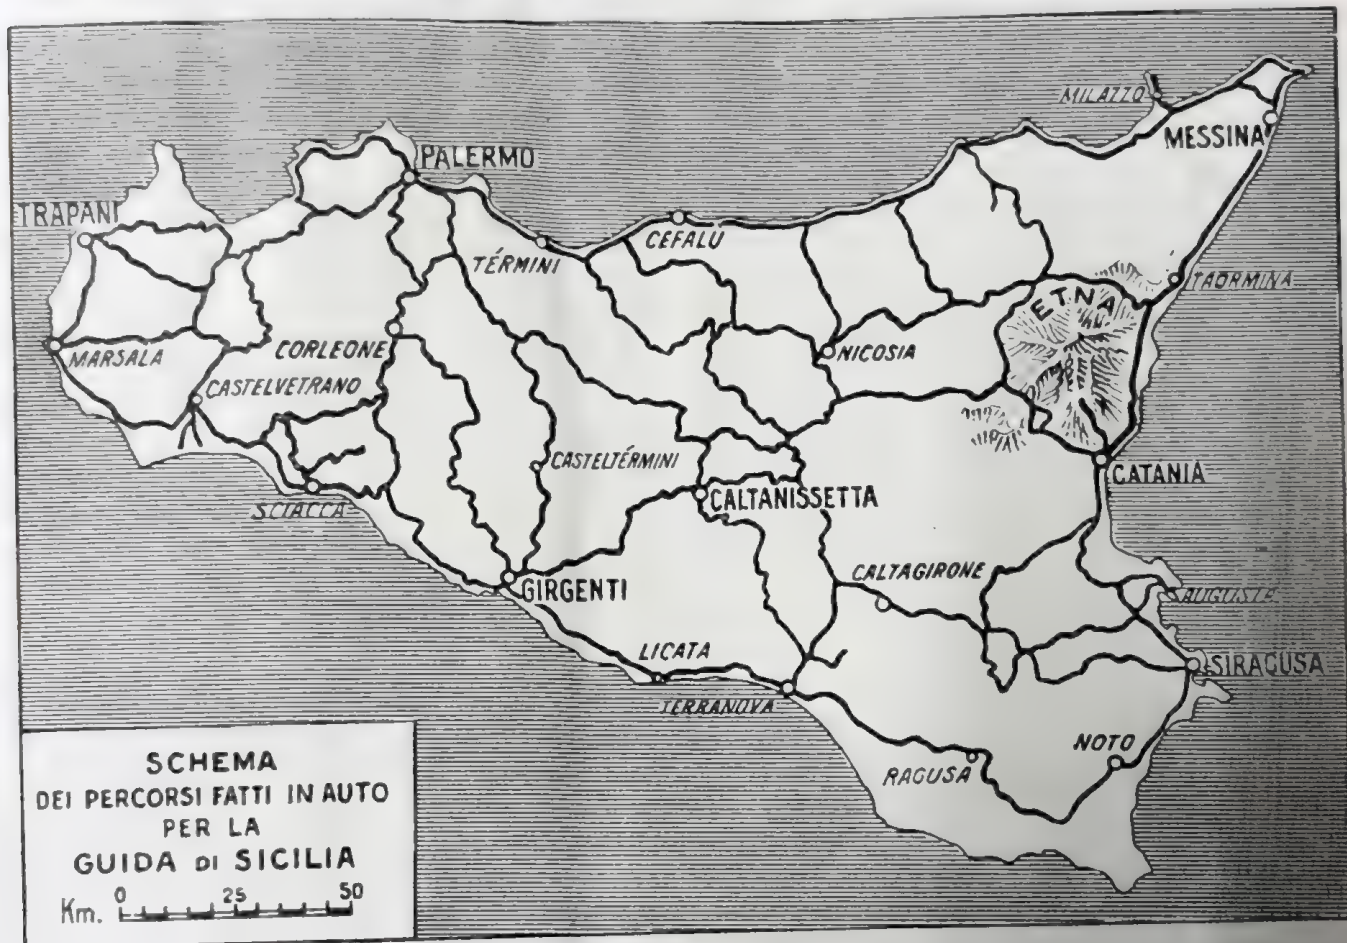 MILAZZO
MESSINA
PALERMO
TRAPANI
CEFALU
TÉRMINI
TAORMINA
ETNA
MARSALA
CORLEONE
NICOSIA
CASTELVETRANO
CASTELTÉRMINI
CATANIA
SCIACCA
CALTANISSETTA
CALTAGIRONE
GIRGENTI
AUGUSTA
LICATA
SIRACUSA
TERRANOVA
NOTO
RAGUSA
SCHEMA
DEI PERCORSI FATTI IN AUTO
PER LA
GUIDA DI SICILIA
Km. 0 25 50